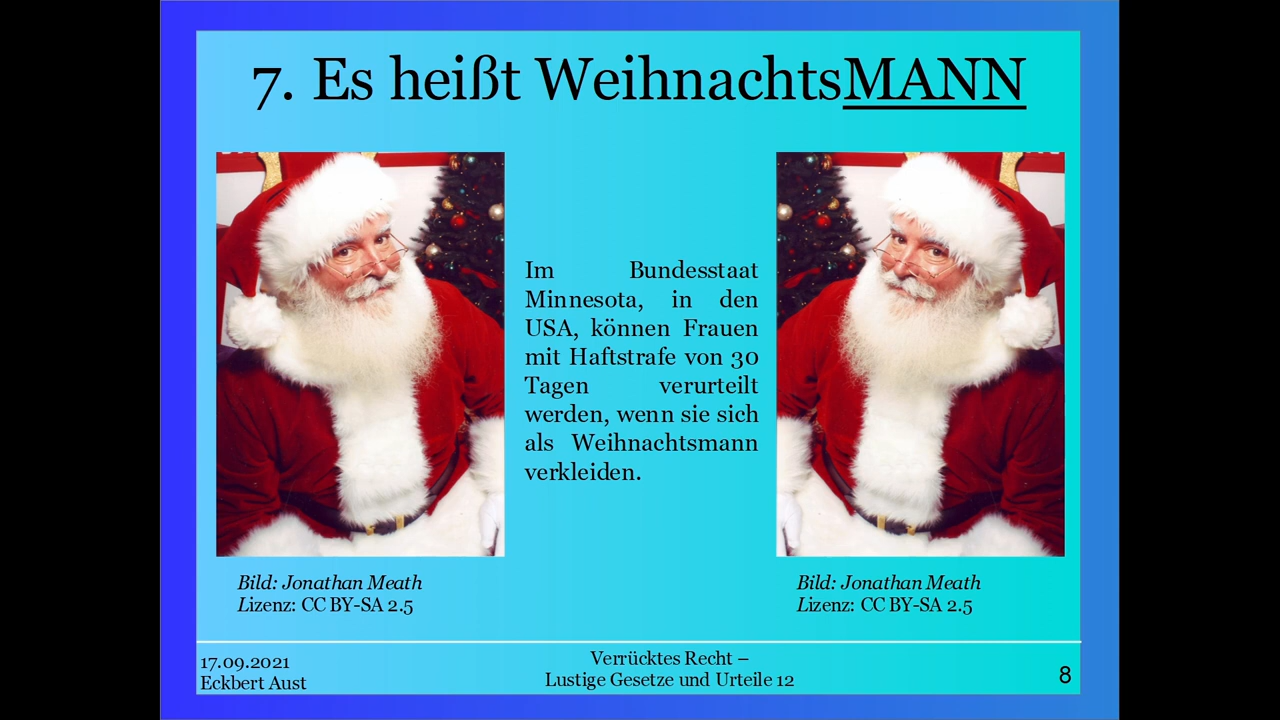 7. Es heißt WeihnachtsMANN
Im Bundesstaat
Minnesota, in den
USA, können Frauen
mit Haftstrafe von 30
Tagen verurteilt
werden, wenn sie sich
als Weihnachtsmann
verkleiden.
Bild: Jonathan Meath
Lizenz: CC BY-SA 2.5
Bild: Jonathan Meath
Lizenz: CC BY-SA 2.5
17.09.2021
Eckbert Aust
Verrücktes Recht –
Lustige Gesetze und Urteile 12
8